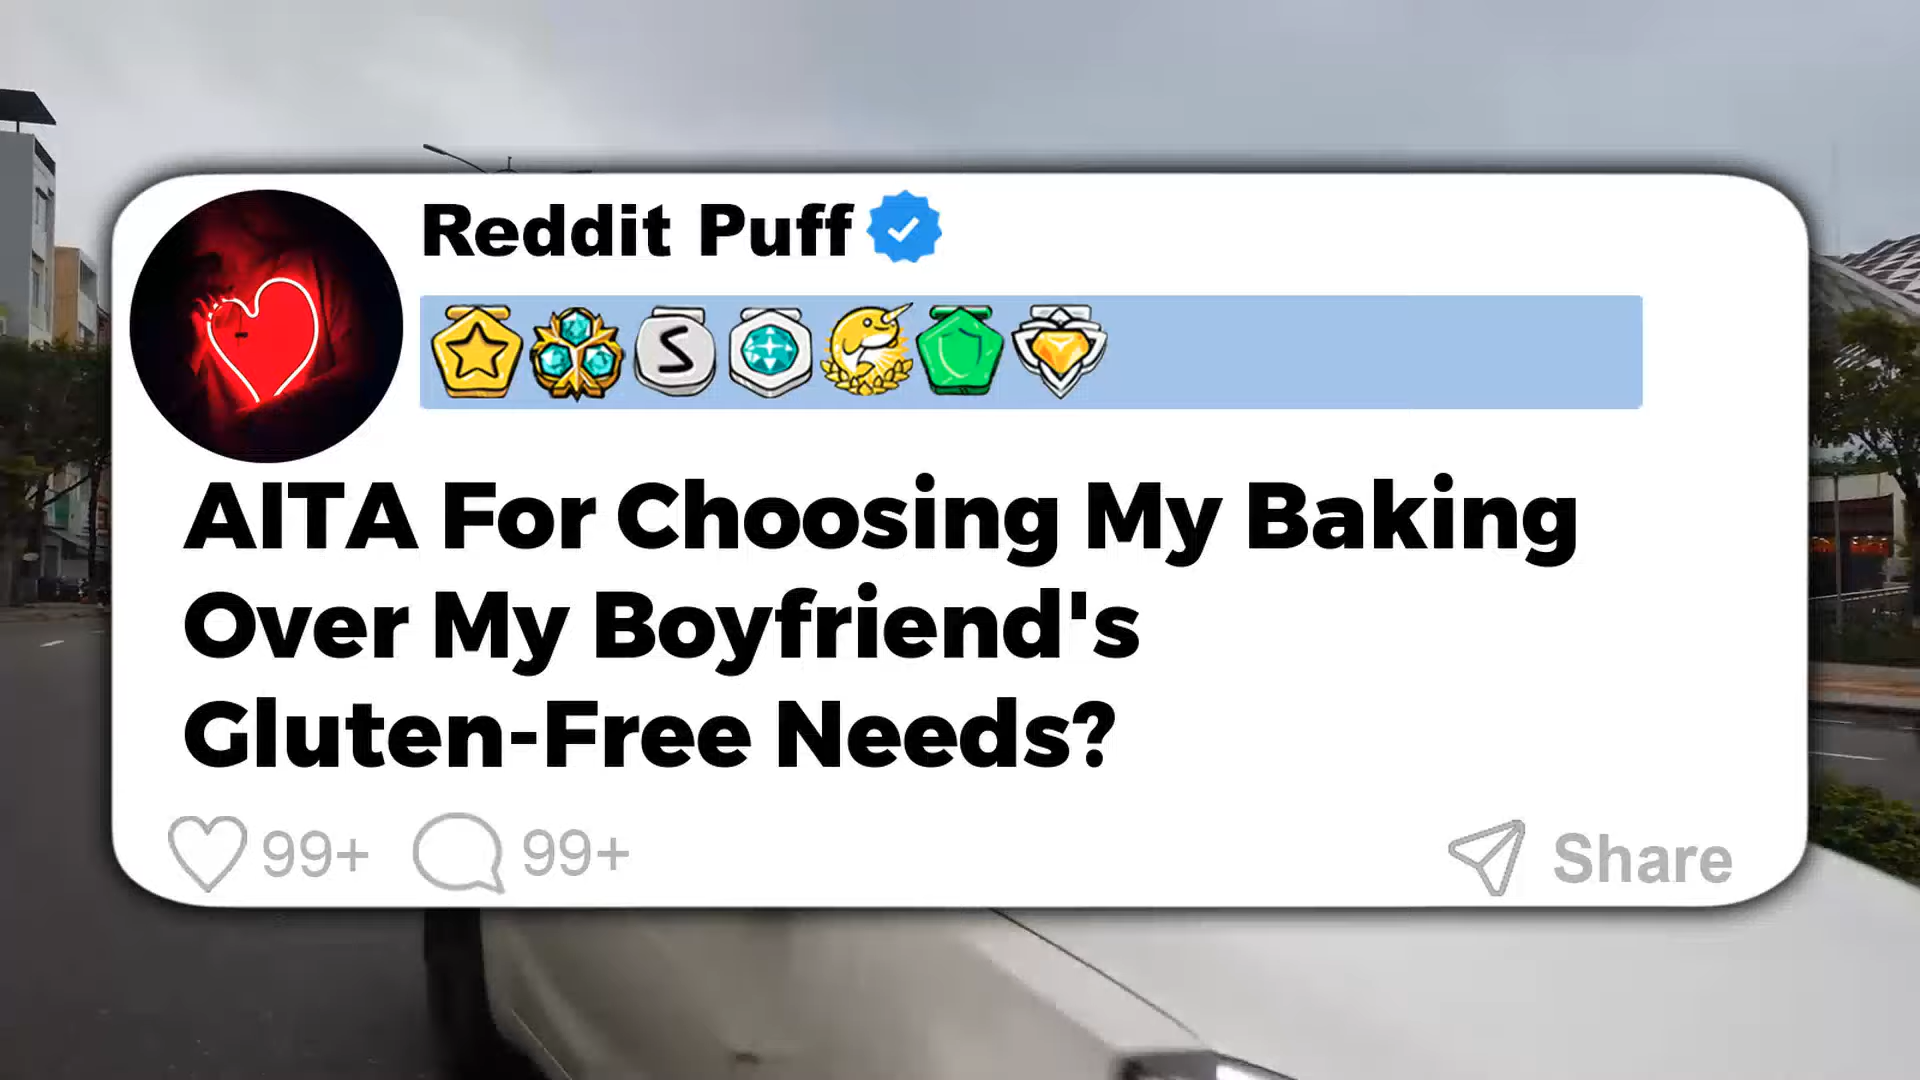 Reddit Puff
S
AITA For Choosing My Baking
Over My Boyfriend's
Gluten-Free Needs?
99+ 99+ Share